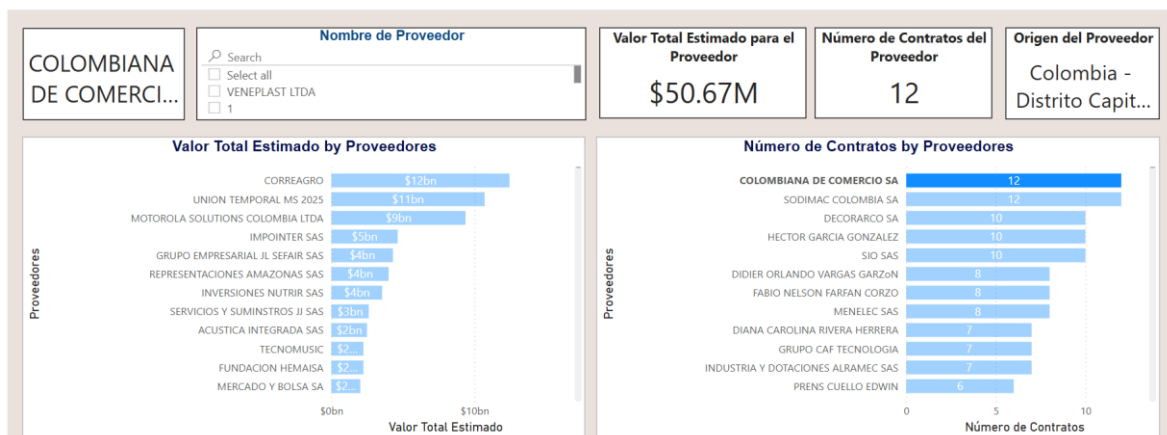 COLOMBIANA
DE COMERCI...
Nombre de Proveedor
Search
Select all
VENEPLAST LTDA
1
Valor Total Estimado para el
Proveedor
$50.67M
Número de Contratos del
Proveedor
12
Origen del Proveedor
Colombia -
Distrito Capit...
Valor Total Estimado by Proveedores
Proveedores
CORREAGRO $12bn
UNION TEMPORAL MS 2025 $11bn
MOTOROLA SOLUTIONS COLOMBIA LTDA $9bn
IMPOINTER SAS $5bn
GRUPO EMPRESARIAL JL SEFAIR SAS $4bn
REPRESENTACIONES AMAZONAS SAS $4bn
INVERSIONES NUTRIR SAS $4bn
SERVICIOS Y SUMINSTROS JJ SAS $3bn
ACUSTICA INTEGRADA SAS $2bn
TECNOMUSIC $2...
FUNDACION HEMAISA $2...
MERCADO Y BOLSA SA $2...
$0bn $10bn
Valor Total Estimado
Número de Contratos by Proveedores
Proveedores
COLOMBIANA DE COMERCIO SA 12
SODIMAC COLOMBIA SA 12
DECORARCO SA 10
HECTOR GARCIA GONZALEZ 10
SIO SAS 10
DIDIER ORLANDO VARGAS GARZoN 8
FABIO NELSON FARFAN CORZO 8
MENELEC SAS 8
DIANA CAROLINA RIVERA HERRERA 7
GRUPO CAF TECNOLOGIA 7
INDUSTRIA Y DOTACIONES ALRAMEC SAS 7
PRENS CUELLO EDWIN 6
0 5 10
Número de Contratos